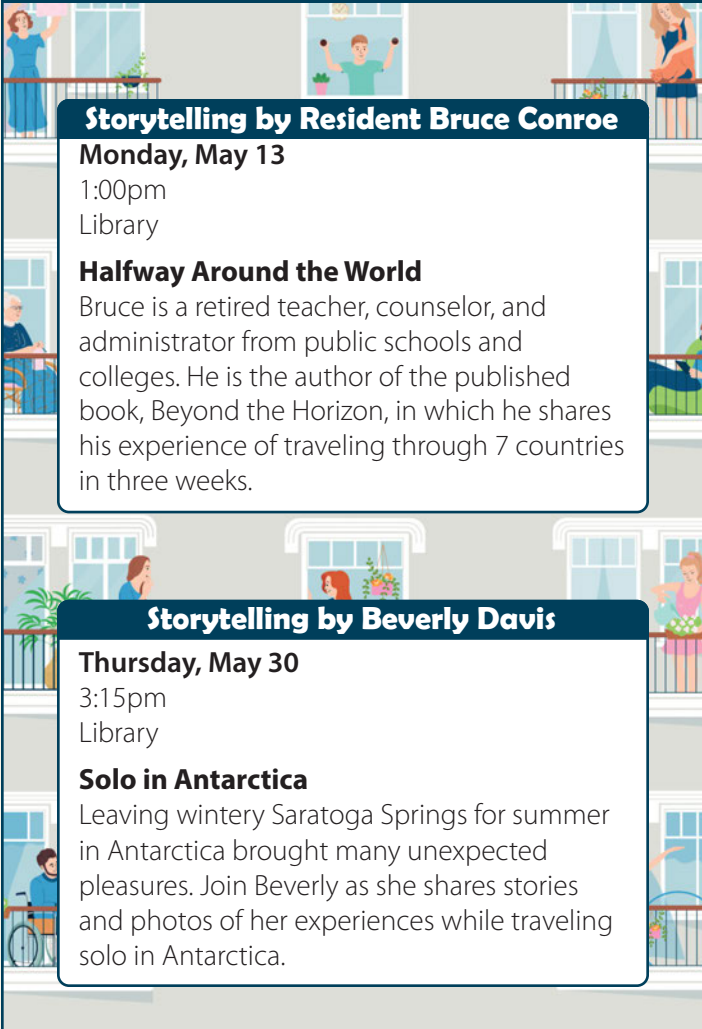 Storytelling by Resident Bruce Conroe
Monday, May 13
1:00pm
Library
Halfway Around the World
Bruce is a retired teacher, counselor, and
administrator from public schools and
colleges. He is the author of the published
book, Beyond the Horizon, in which he shares
his experience of traveling through 7 countries
in three weeks.
Storytelling by Beverly Davis
Thursday, May 30
3:15pm
Library
Solo in Antarctica
Leaving wintery Saratoga Springs for summer
in Antarctica brought many unexpected
pleasures. Join Beverly as she shares stories
and photos of her experiences while traveling
solo in Antarctica.